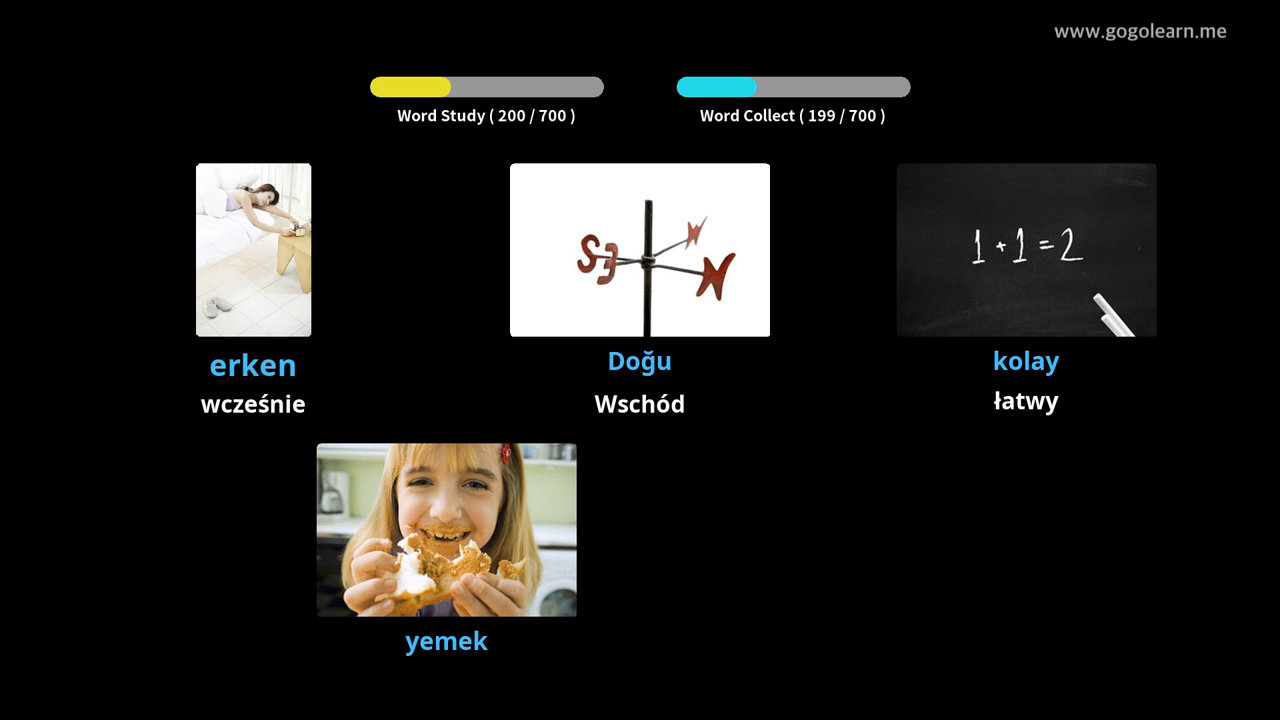 www.gogolearn.me
Word Study ( 200 / 700 )
Word Collect ( 199 / 700 )
S E N W
1 + 1 = 2
erken
Doğu
kolay
wcześnie
Wschód
łatwy
yemek